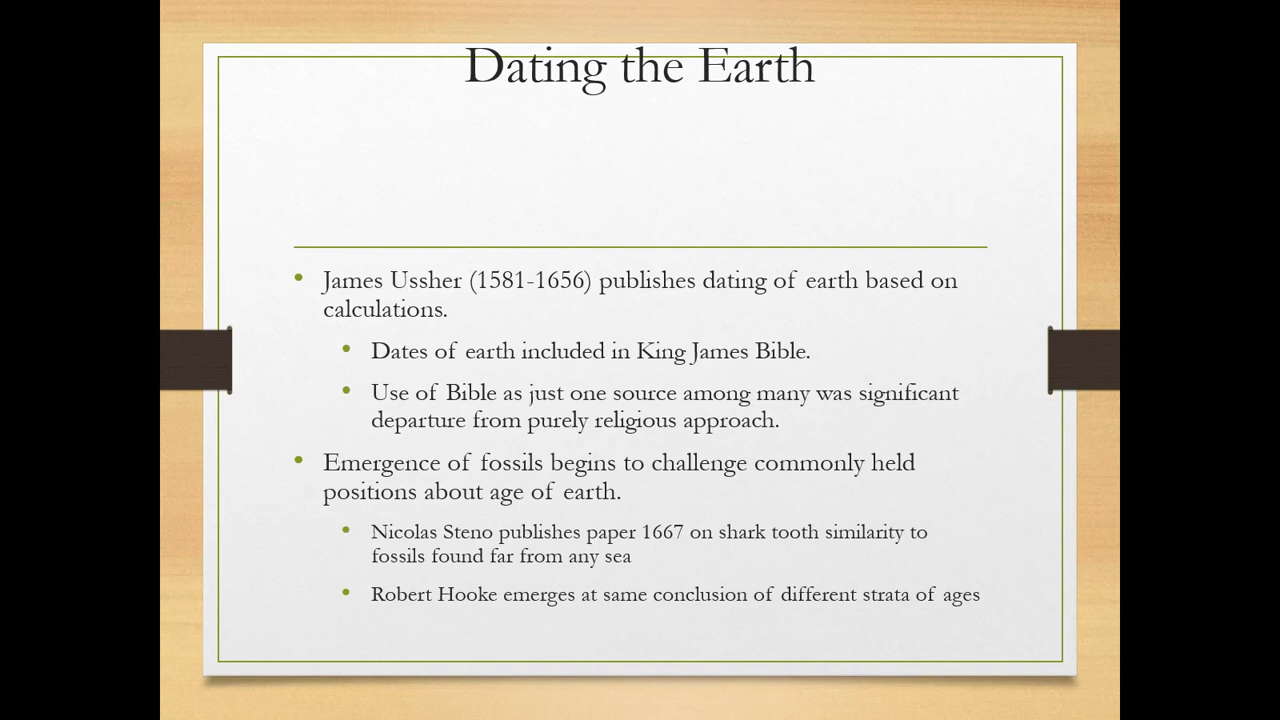 Dating the Earth
• James Ussher (1581-1656) publishes dating of earth based on
calculations.
• Dates of earth included in King James Bible.
• Use of Bible as just one source among many was significant
departure from purely religious approach.
• Emergence of fossils begins to challenge commonly held
positions about age of earth.
• Nicolas Steno publishes paper 1667 on shark tooth similarity to
fossils found far from any sea
• Robert Hooke emerges at same conclusion of different strata of ages